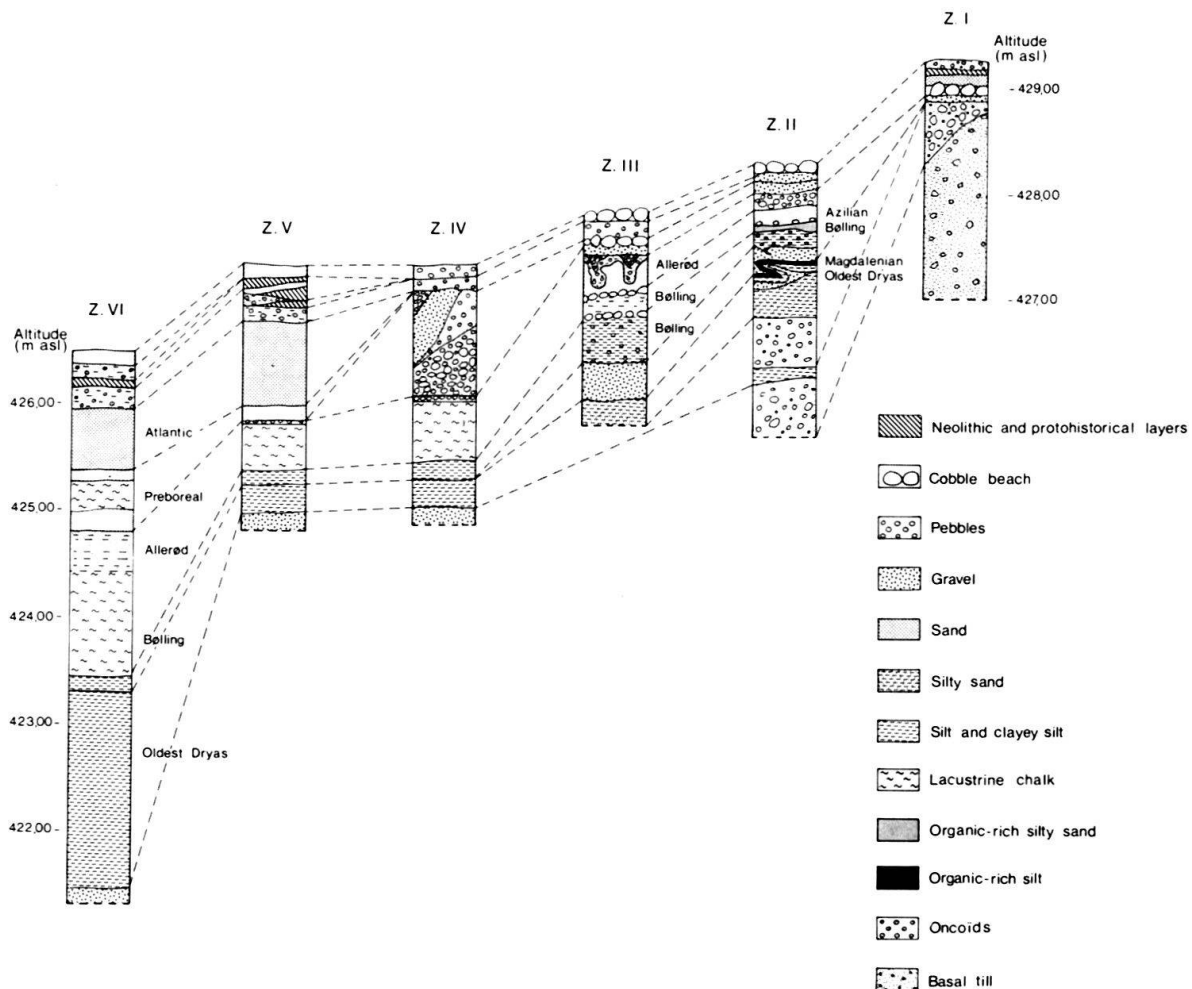 Z. I
Altitude
(m asl)
- 429,00
Z. II
- 428,00
Z. III
Azilian
Bølling
Z. V
Z. IV
Allerød
Magdalenian
Oldest Dryas
Bølling
- 427,00
Z. VI
Bølling
Altitude
(m asl)
426,00 -
Atlantic
Neolithic and protohistorical layers
Cobble beach
425,00 -
Preboreal
Pebbles
Allerød
Gravel
424,00 -
Bølling
Sand
Silty sand
423,00 -
Oldest Dryas
Silt and clayey silt
Lacustrine chalk
422,00 -
Organic-rich silty sand
Organic-rich silt
Oncoïds
Basal till